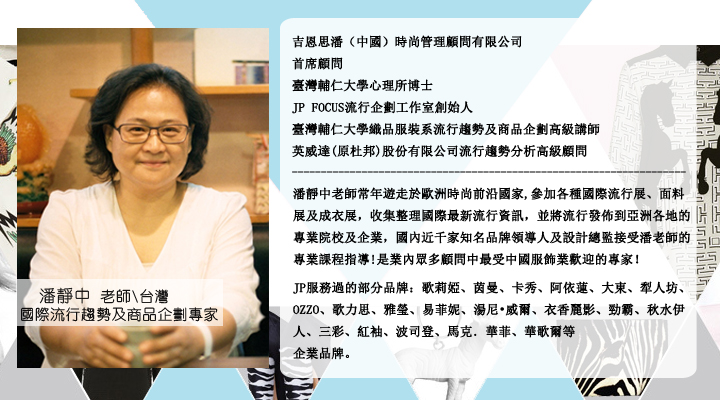 吉恩思潘（中國）時尚管理顧問有限公司
首席顧問
臺灣輔仁大學心理所博士
JP FOCUS流行企劃工作室創始人
臺灣輔仁大學織品服裝系流行趨勢及商品企劃高級講師
英威達(原杜邦)股份有限公司流行趨勢分析高級顧問
潘靜中老師常年遊走於歐洲時尚前沿國家,參加各種國際流行展、面料
展及成衣展，收集整理國際最新流行資訊，並將流行發佈到亞洲各地的
專業院校及企業，國內近千家知名品牌領導人及設計總監接受潘老師的
專業課程指導!是業內眾多顧問中最受中國服飾業歡迎的專家!
JP服務過的部分品牌：歌莉婭、茵曼、卡秀、阿依蓮、大東、犁人坊、
OZZO、歌力思、雅瑩、易菲妮、湯尼•威爾、衣香麗影、勁霸、秋水伊
人、三彩、紅袖、波司登、馬克．華菲、華歌爾等
企業品牌。
潘靜中 老師\台灣
國際流行趨勢及商品企劃專家